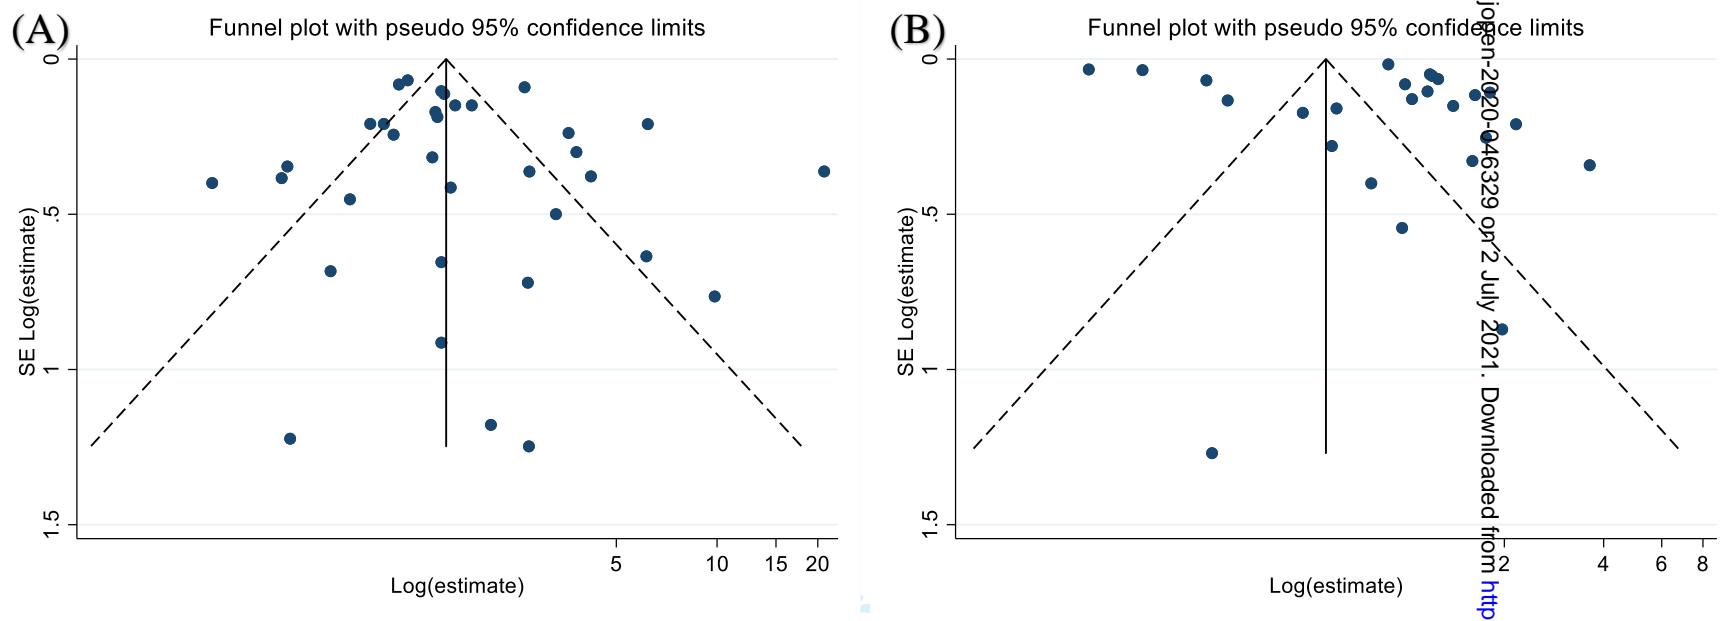 (A)
Funnel plot with pseudo 95% confidence limits
SE Log(estimate)
0
.5
1
1.5
5 10 15 20
Log(estimate)
(B)
Funnel plot with pseudo 95% confidence limits
SE Log(estimate)
0
.5
1
1.5
2 4 6 8
Log(estimate)
jopen-2020-046329 on 2 July 2021. Downloaded from http